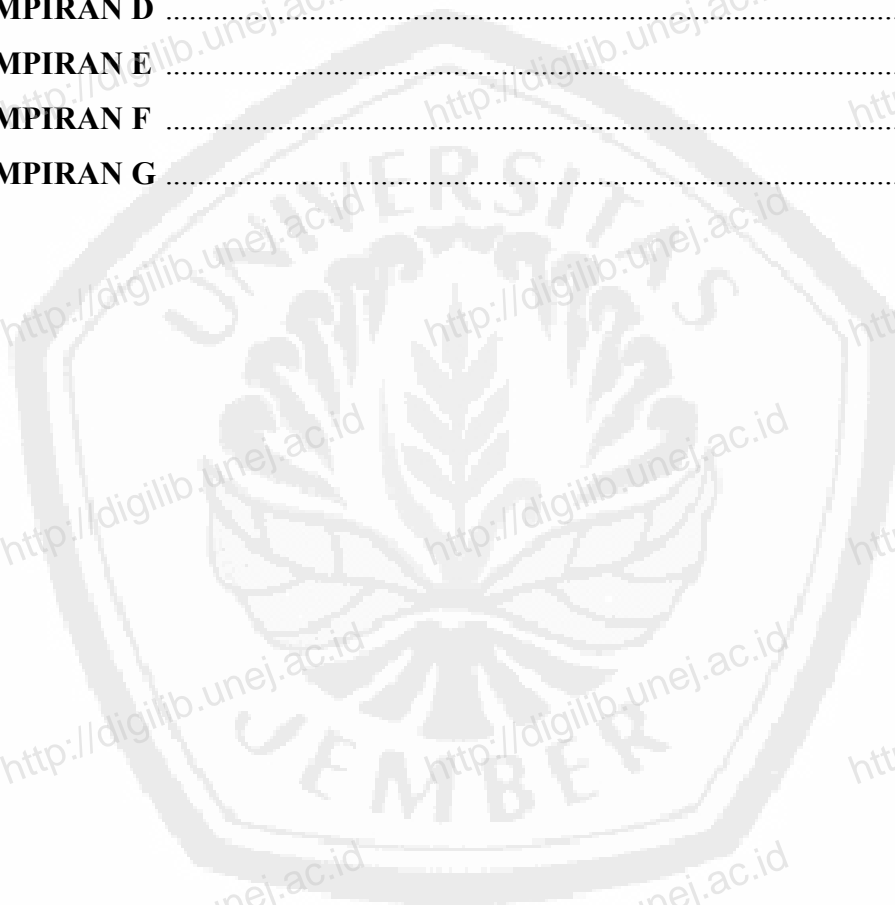 MPIRAN D ........................................................................................
MPIRAN E ........................................................................................
MPIRAN F ........................................................................................
MPIRAN G ........................................................................................
UNIVERSITAS
JEMBER
http://digilib.unej.ac.id
http://digilib.unej.ac.id
http://digilib.unej.ac.id
http://digilib.unej.ac.id
http://digilib.unej.ac.id
http://digilib.unej.ac.id
http://digilib.unej.ac.id
http://digilib.unej.ac.id